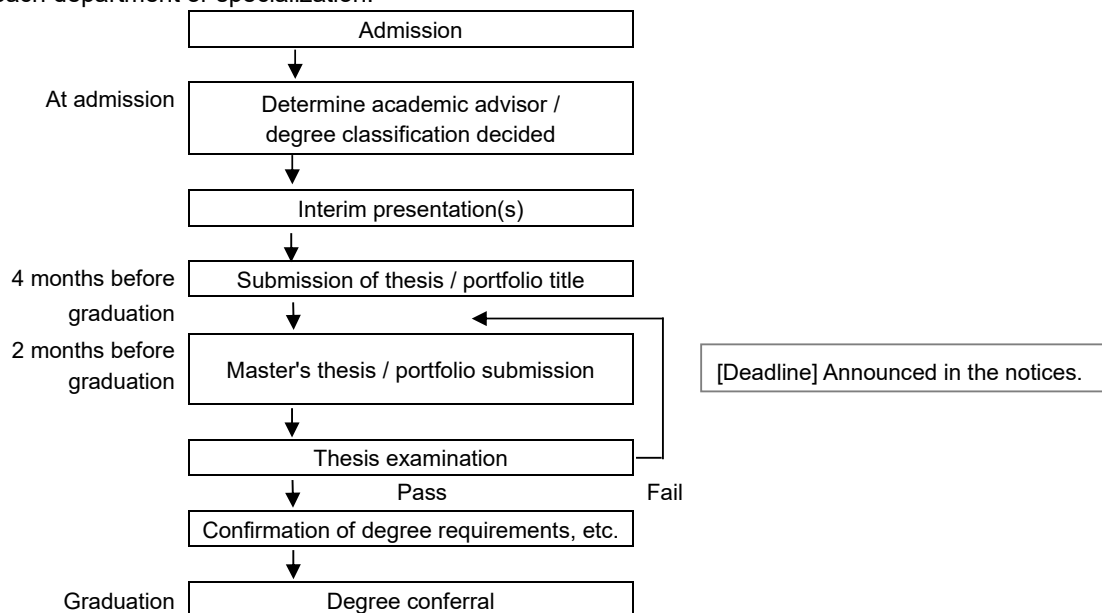 each department or specialization.
Admission
At admission
Determine academic advisor /
degree classification decided
Interim presentation(s)
4 months before
graduation
Submission of thesis / portfolio title
2 months before
graduation
Master's thesis / portfolio submission
[Deadline] Announced in the notices.
Thesis examination
Pass
Fail
Confirmation of degree requirements, etc.
Graduation
Degree conferral